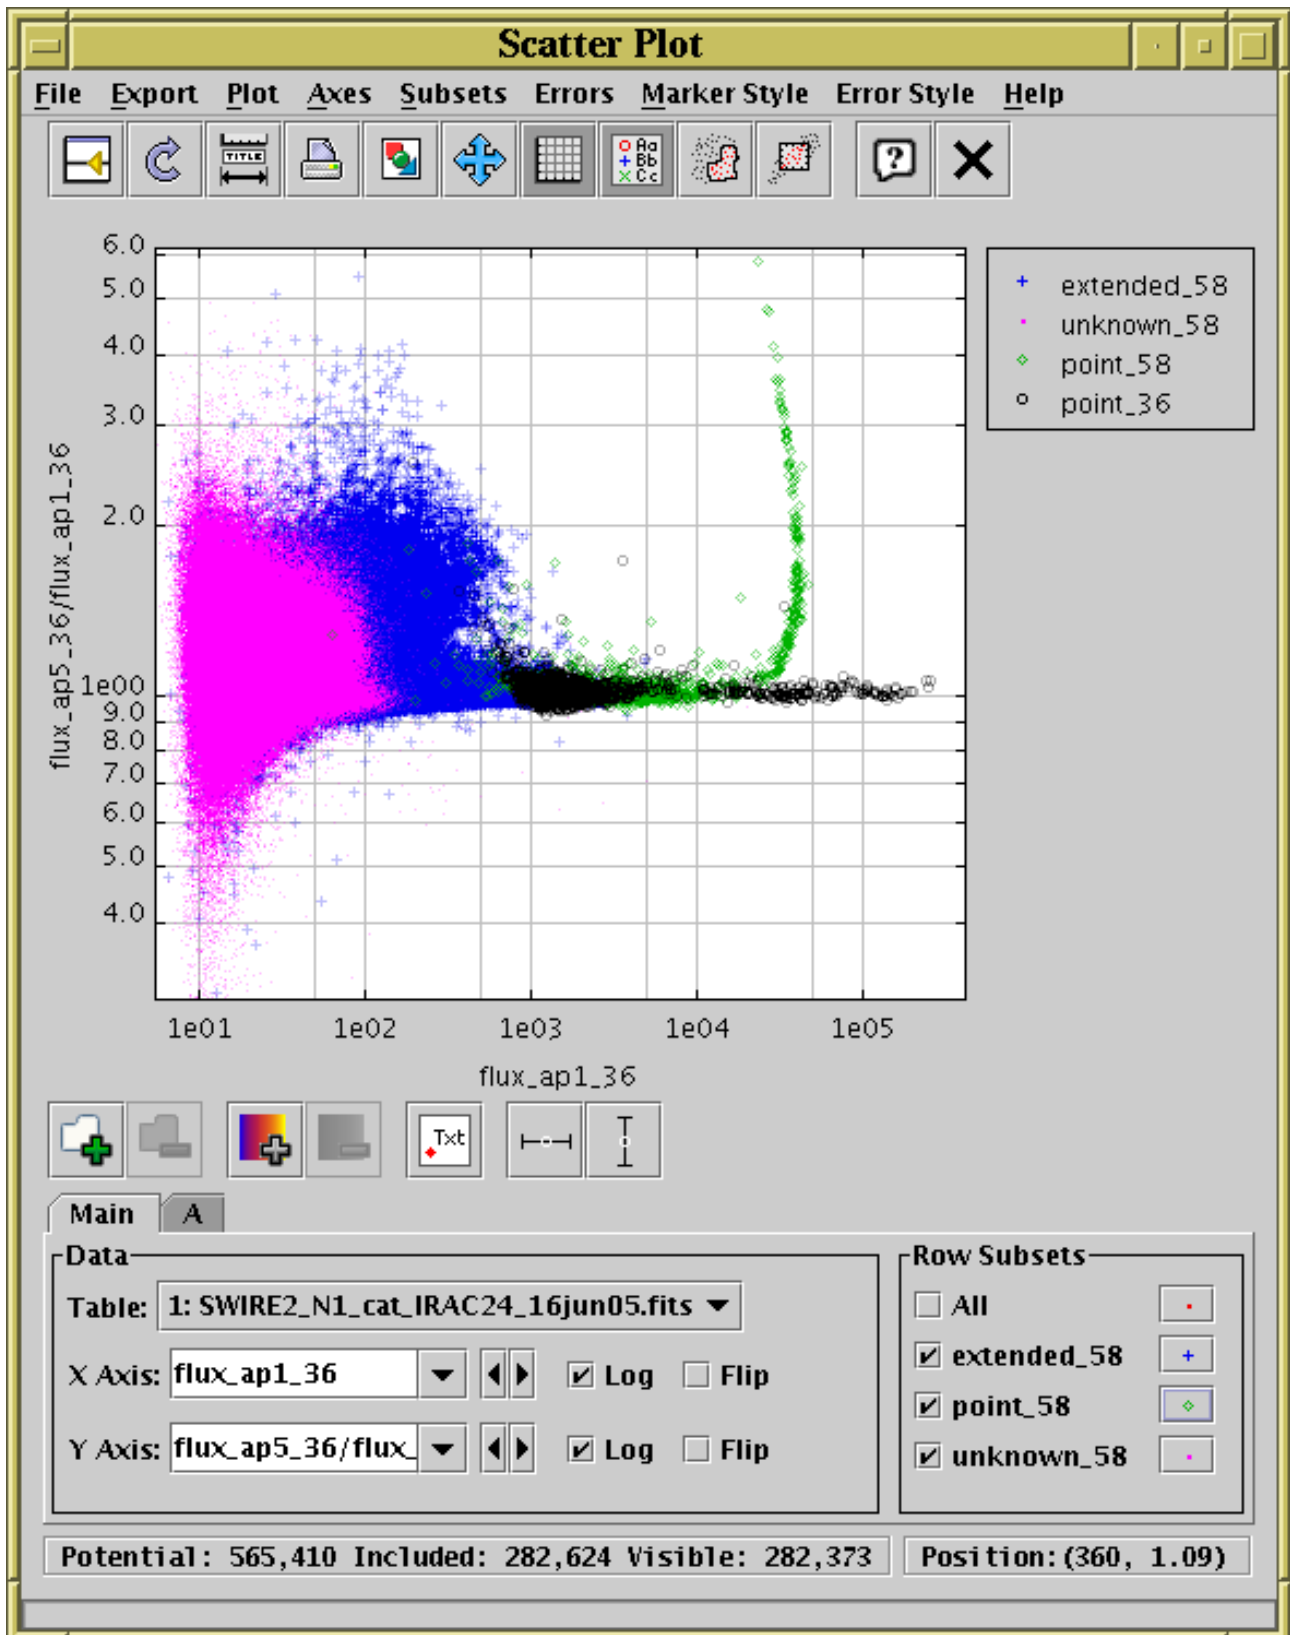 Scatter Plot
File Export Plot Axes Subsets Errors Marker Style Error Style Help
TITLE
Aa
Bb
Cc
?
6.0
5.0
4.0
3.0
2.0
1e00
9.0
8.0
7.0
6.0
5.0
4.0
flux_ap5_36/flux_ap1_36
extended_58
unknown_58
point_58
point_36
1e01 1e02 1e03 1e04 1e05
flux_ap1_36
Txt
Main A
Data
Table: 1: SWIRE2_N1_cat_IRAC24_16jun05.fits
X Axis: flux_ap1_36 Log Flip
Y Axis: flux_ap5_36/flux_ Log Flip
Row Subsets
All
extended_58
point_58
unknown_58
Potential: 565,410 Included: 282,624 Visible: 282,373 Position:(360, 1.09)